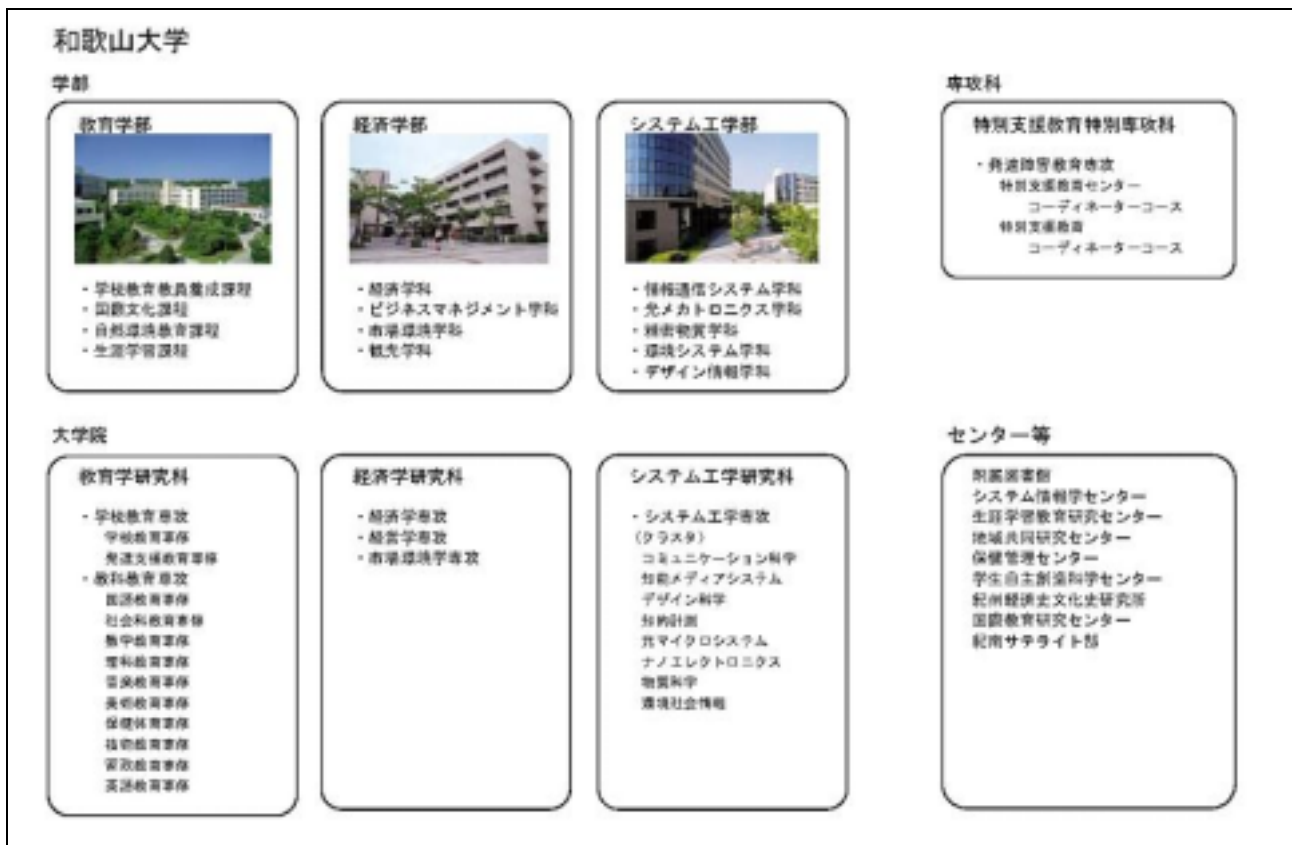 和歌山大学
学部
教育学部
・学校教育教員養成課程
・国際文化課程
・自然環境教育課程
・生涯学習課程
経済学部
・経済学科
・ビジネスマネジメント学科
・市場環境学科
・観光学科
システム工学部
・情報通信システム学科
・光メカトロニクス学科
・精密物質学科
・環境システム学科
・デザイン情報学科
専攻科
特別支援教育特別専攻科
・発達障害教育専攻
特別支援教育センター
コーディネーターコース
特別支援教育
コーディネーターコース
大学院
教育学研究科
・学校教育専攻
学校教育専修
発達支援教育専修
・教科教育専攻
国語教育専修
社会科教育専修
数学教育専修
理科教育専修
音楽教育専修
美術教育専修
保健体育専修
技術教育専修
家政教育専修
英語教育専修
経済学研究科
・経済学専攻
・経営学専攻
・市場環境学専攻
システム工学研究科
・システム工学専攻
(クラスタ)
コミュニケーション科学
知能メディアシステム
デザイン科学
知的計測
光マイクロシステム
ナノエレクトロニクス
物質科学
環境社会情報
センター等
附属図書館
システム情報学センター
生涯学習教育研究センター
地域共同研究センター
保健管理センター
学生自主創造科学センター
紀州経済史文化史研究所
国際教育研究センター
紀南サテライト部